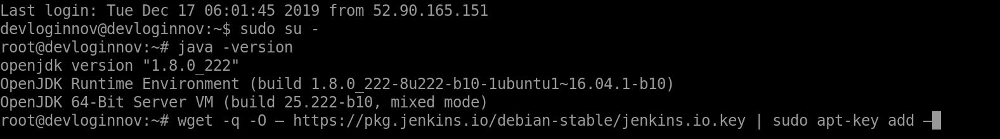 Last login: Tue Dec 17 06:01:45 2019 from 52.90.165.151
devloginnov@devloginnov:~$ sudo su -
root@devloginnov:~# java -version
openjdk version "1.8.0_222"
OpenJDK Runtime Environment (build 1.8.0_222-8u222-b10-1ubuntu1~16.04.1-b10)
OpenJDK 64-Bit Server VM (build 25.222-b10, mixed mode)
root@devloginnov:~# wget -q -O – https://pkg.jenkins.io/debian-stable/jenkins.io.key | sudo apt-key add –